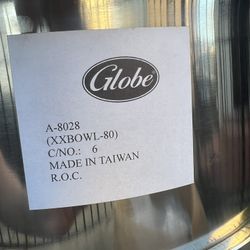 Globe
A-8028
(XXBOWL-80)
C/NO.: 6
MADE IN TAIWAN
R.O.C.